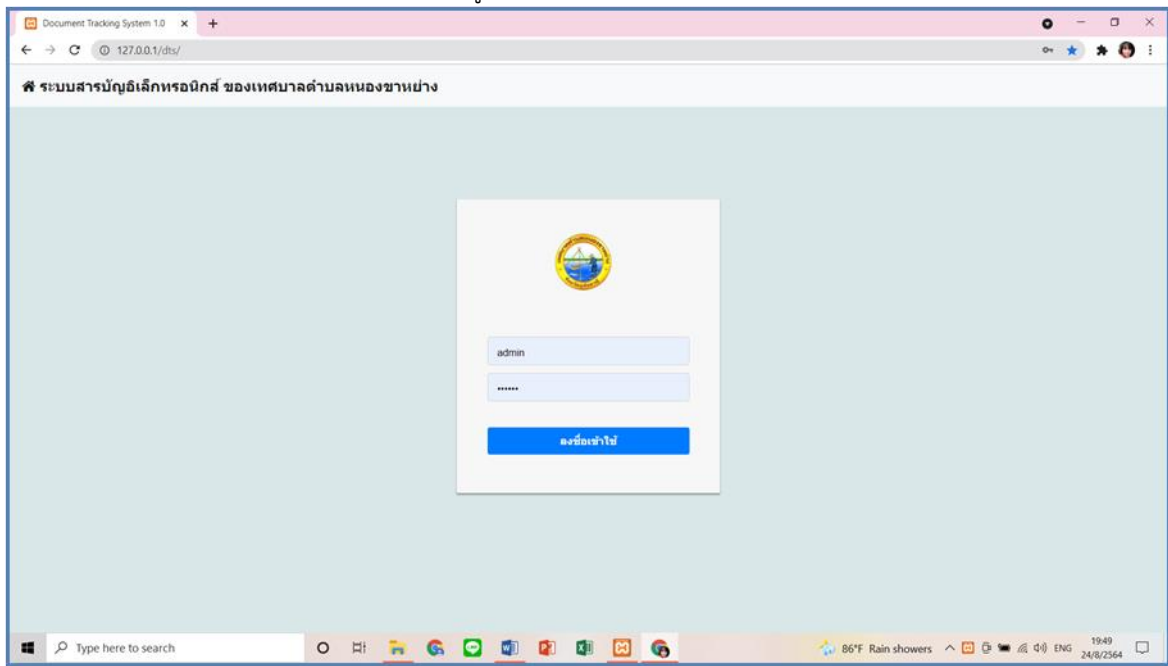 Document Tracking System 1.0
127.0.0.1/dts/
ระบบสารบัญอิเล็กทรอนิกส์ ของเทศบาลตำบลหนองขาหย่าง
admin
••••••
ลงชื่อเข้าใช้
Type here to search
86°F Rain showers
ENG
19:49
24/8/2564